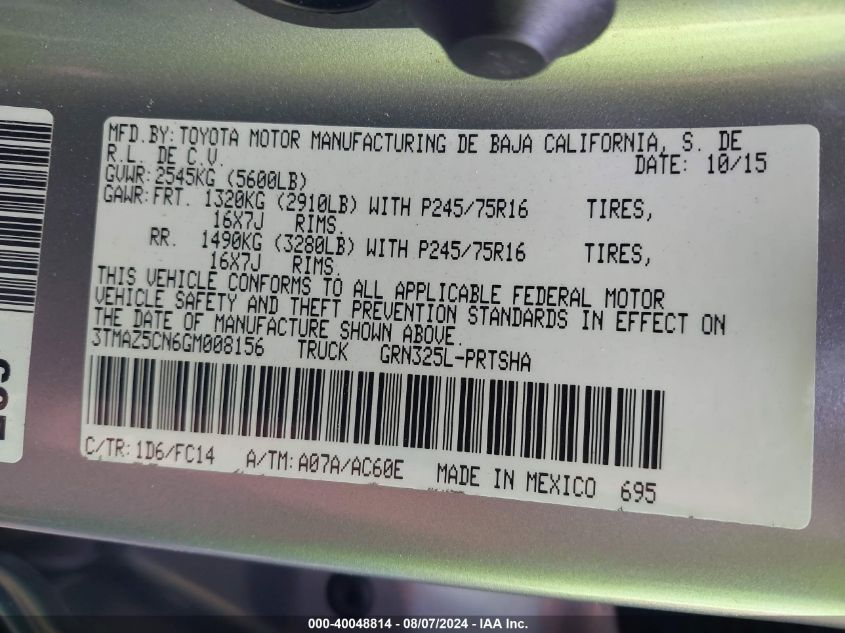 MFD.BY:TOYOTA MOTOR MANUFACTURING DE BAJA CALIFORNIA, S. DE
R.L. DE C.V. DATE: 10/15
GVWR:2545KG (5600LB)
GAWR:FRT. 1320KG (2910LB) WITH P245/75R16 TIRES,
16X7J RIMS.
RR. 1490KG (3280LB) WITH P245/75R16 TIRES,
16X7J RIMS.
THIS VEHICLE CONFORMS TO ALL APPLICABLE FEDERAL MOTOR
VEHICLE SAFETY AND THEFT PREVENTION STANDARDS IN EFFECT ON
THE DATE OF MANUFACTURE SHOWN ABOVE.
3TMAZ5CN6GM008156 TRUCK GRN325L-PRTSHA
C/TR:1D6/FC14 A/TM:A07A/AC60E MADE IN MEXICO 695
000-40048814 - 08/07/2024 - IAA Inc.